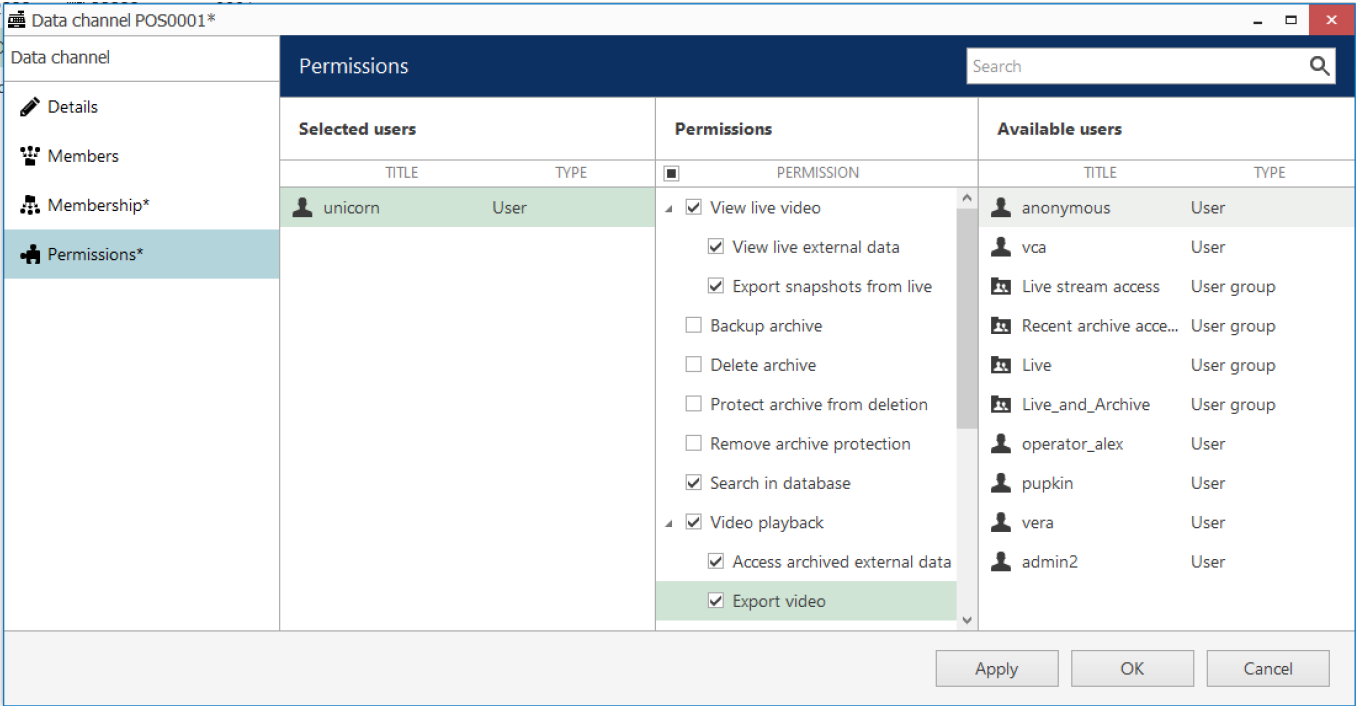 Data channel POS0001*
Data channel
Permissions
Search
Details
Members
Membership*
Permissions*
Selected users
Permissions
Available users
TITLE TYPE
PERMISSION
TITLE TYPE
unicorn User
View live video
View live external data
Export snapshots from live
Backup archive
Delete archive
Protect archive from deletion
Remove archive protection
Search in database
Video playback
Access archived external data
Export video
anonymous User
vca User
Live stream access User group
Recent archive acce... User group
Live User group
Live_and_Archive User group
operator_alex User
pupkin User
vera User
admin2 User
Apply
OK
Cancel